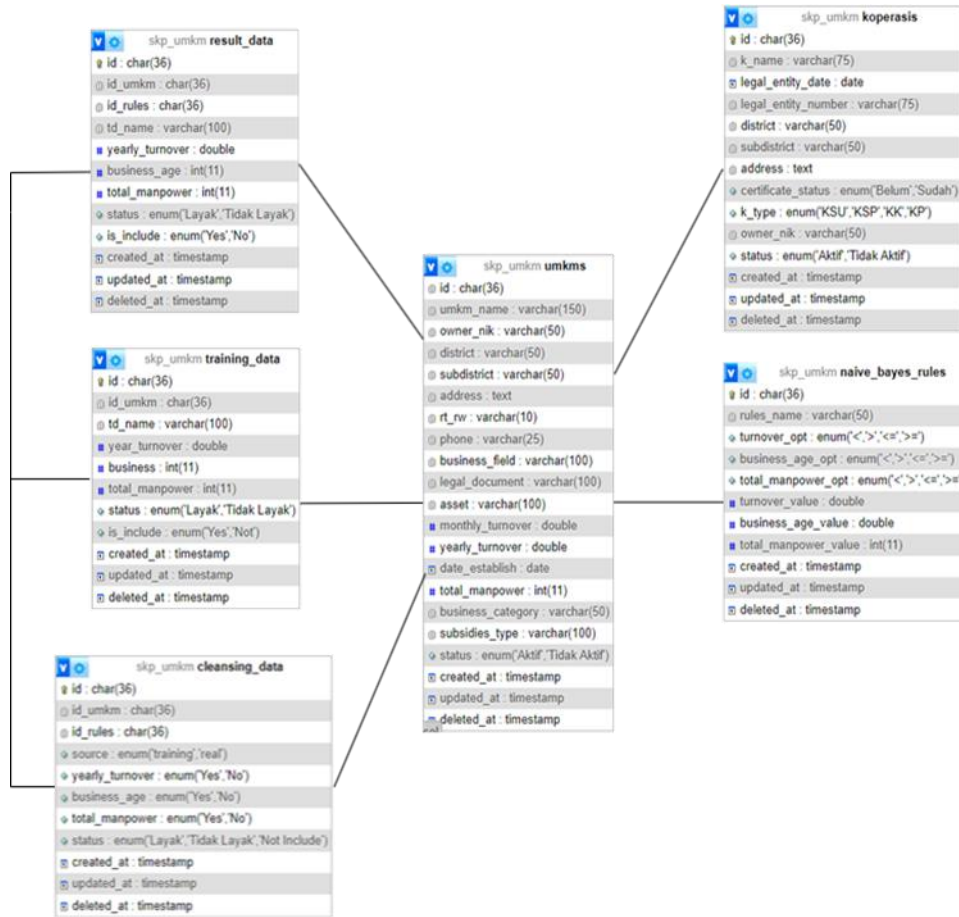 skp_umkm result_data
id : char(36)
id_umkm : char(36)
id_rules : char(36)
td_name : varchar(100)
yearly_turnover : double
business_age : int(11)
total_manpower : int(11)
status : enum('Layak','Tidak Layak')
is_include : enum('Yes','No')
created_at : timestamp
updated_at : timestamp
deleted_at : timestamp
skp_umkm training_data
id : char(36)
id_umkm : char(36)
td_name : varchar(100)
year_turnover : double
business : int(11)
total_manpower : int(11)
status : enum('Layak','Tidak Layak')
is_include : enum('Yes','Not')
created_at : timestamp
updated_at : timestamp
deleted_at : timestamp
skp_umkm cleansing_data
id : char(36)
id_umkm : char(36)
id_rules : char(36)
source : enum('training','real')
yearly_turnover : enum('Yes','No')
business_age : enum('Yes','No')
total_manpower : enum('Yes','No')
status : enum('Layak','Tidak Layak','Not Include')
created_at : timestamp
updated_at : timestamp
deleted_at : timestamp
skp_umkm umkms
id : char(36)
umkm_name : varchar(150)
owner_nik : varchar(50)
district : varchar(50)
subdistrict : varchar(50)
address : text
rt_rw : varchar(10)
phone : varchar(25)
business_field : varchar(100)
legal_document : varchar(100)
asset : varchar(100)
monthly_turnover : double
yearly_turnover : double
date_establish : date
total_manpower : int(11)
business_category : varchar(50)
subsidies_type : varchar(100)
status : enum('Aktif','Tidak Aktif')
created_at : timestamp
updated_at : timestamp
deleted_at : timestamp
skp_umkm koperasis
id : char(36)
k_name : varchar(75)
legal_entity_date : date
legal_entity_number : varchar(75)
district : varchar(50)
subdistrict : varchar(50)
address : text
certificate_status : enum('Belum','Sudah')
k_type : enum('KSU','KSP','KK','KP')
owner_nik : varchar(50)
status : enum('Aktif','Tidak Aktif')
created_at : timestamp
updated_at : timestamp
deleted_at : timestamp
skp_umkm naive_bayes_rules
id : char(36)
rules_name : varchar(50)
turnover_opt : enum('<','>','<=','>=')
business_age_opt : enum('<','>','<=','>=')
total_manpower_opt : enum('<','>','<=','>=
turnover_value : double
business_age_value : double
total_manpower_value : int(11)
created_at : timestamp
updated_at : timestamp
deleted_at : timestamp